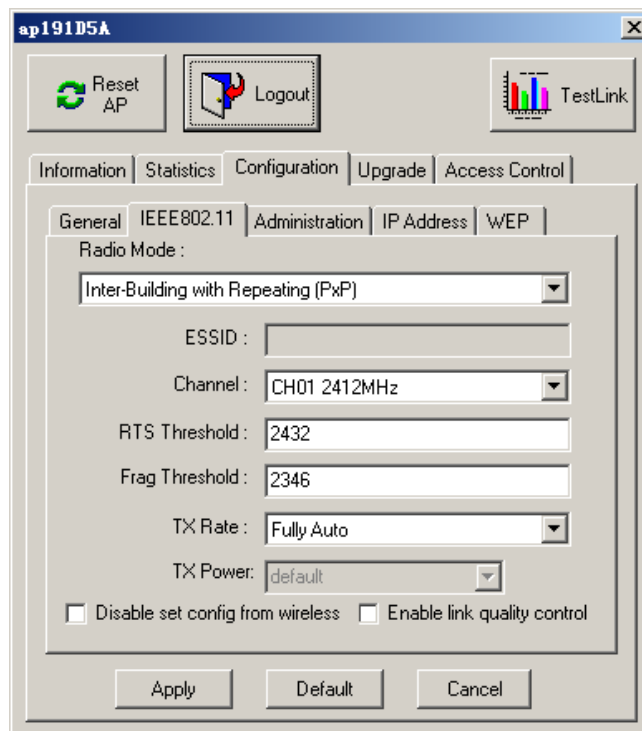 ap191D5A
Reset
AP
Logout
TestLink
Information Statistics Configuration Upgrade Access Control
General IEEE802.11 Administration IP Address WEP
Radio Mode :
Inter-Building with Repeating (PxP)
ESSID :
Channel : CH01 2412MHz
RTS Threshold : 2432
Frag Threshold : 2346
TX Rate : Fully Auto
TX Power: default
Disable set config from wireless Enable link quality control
Apply Default Cancel